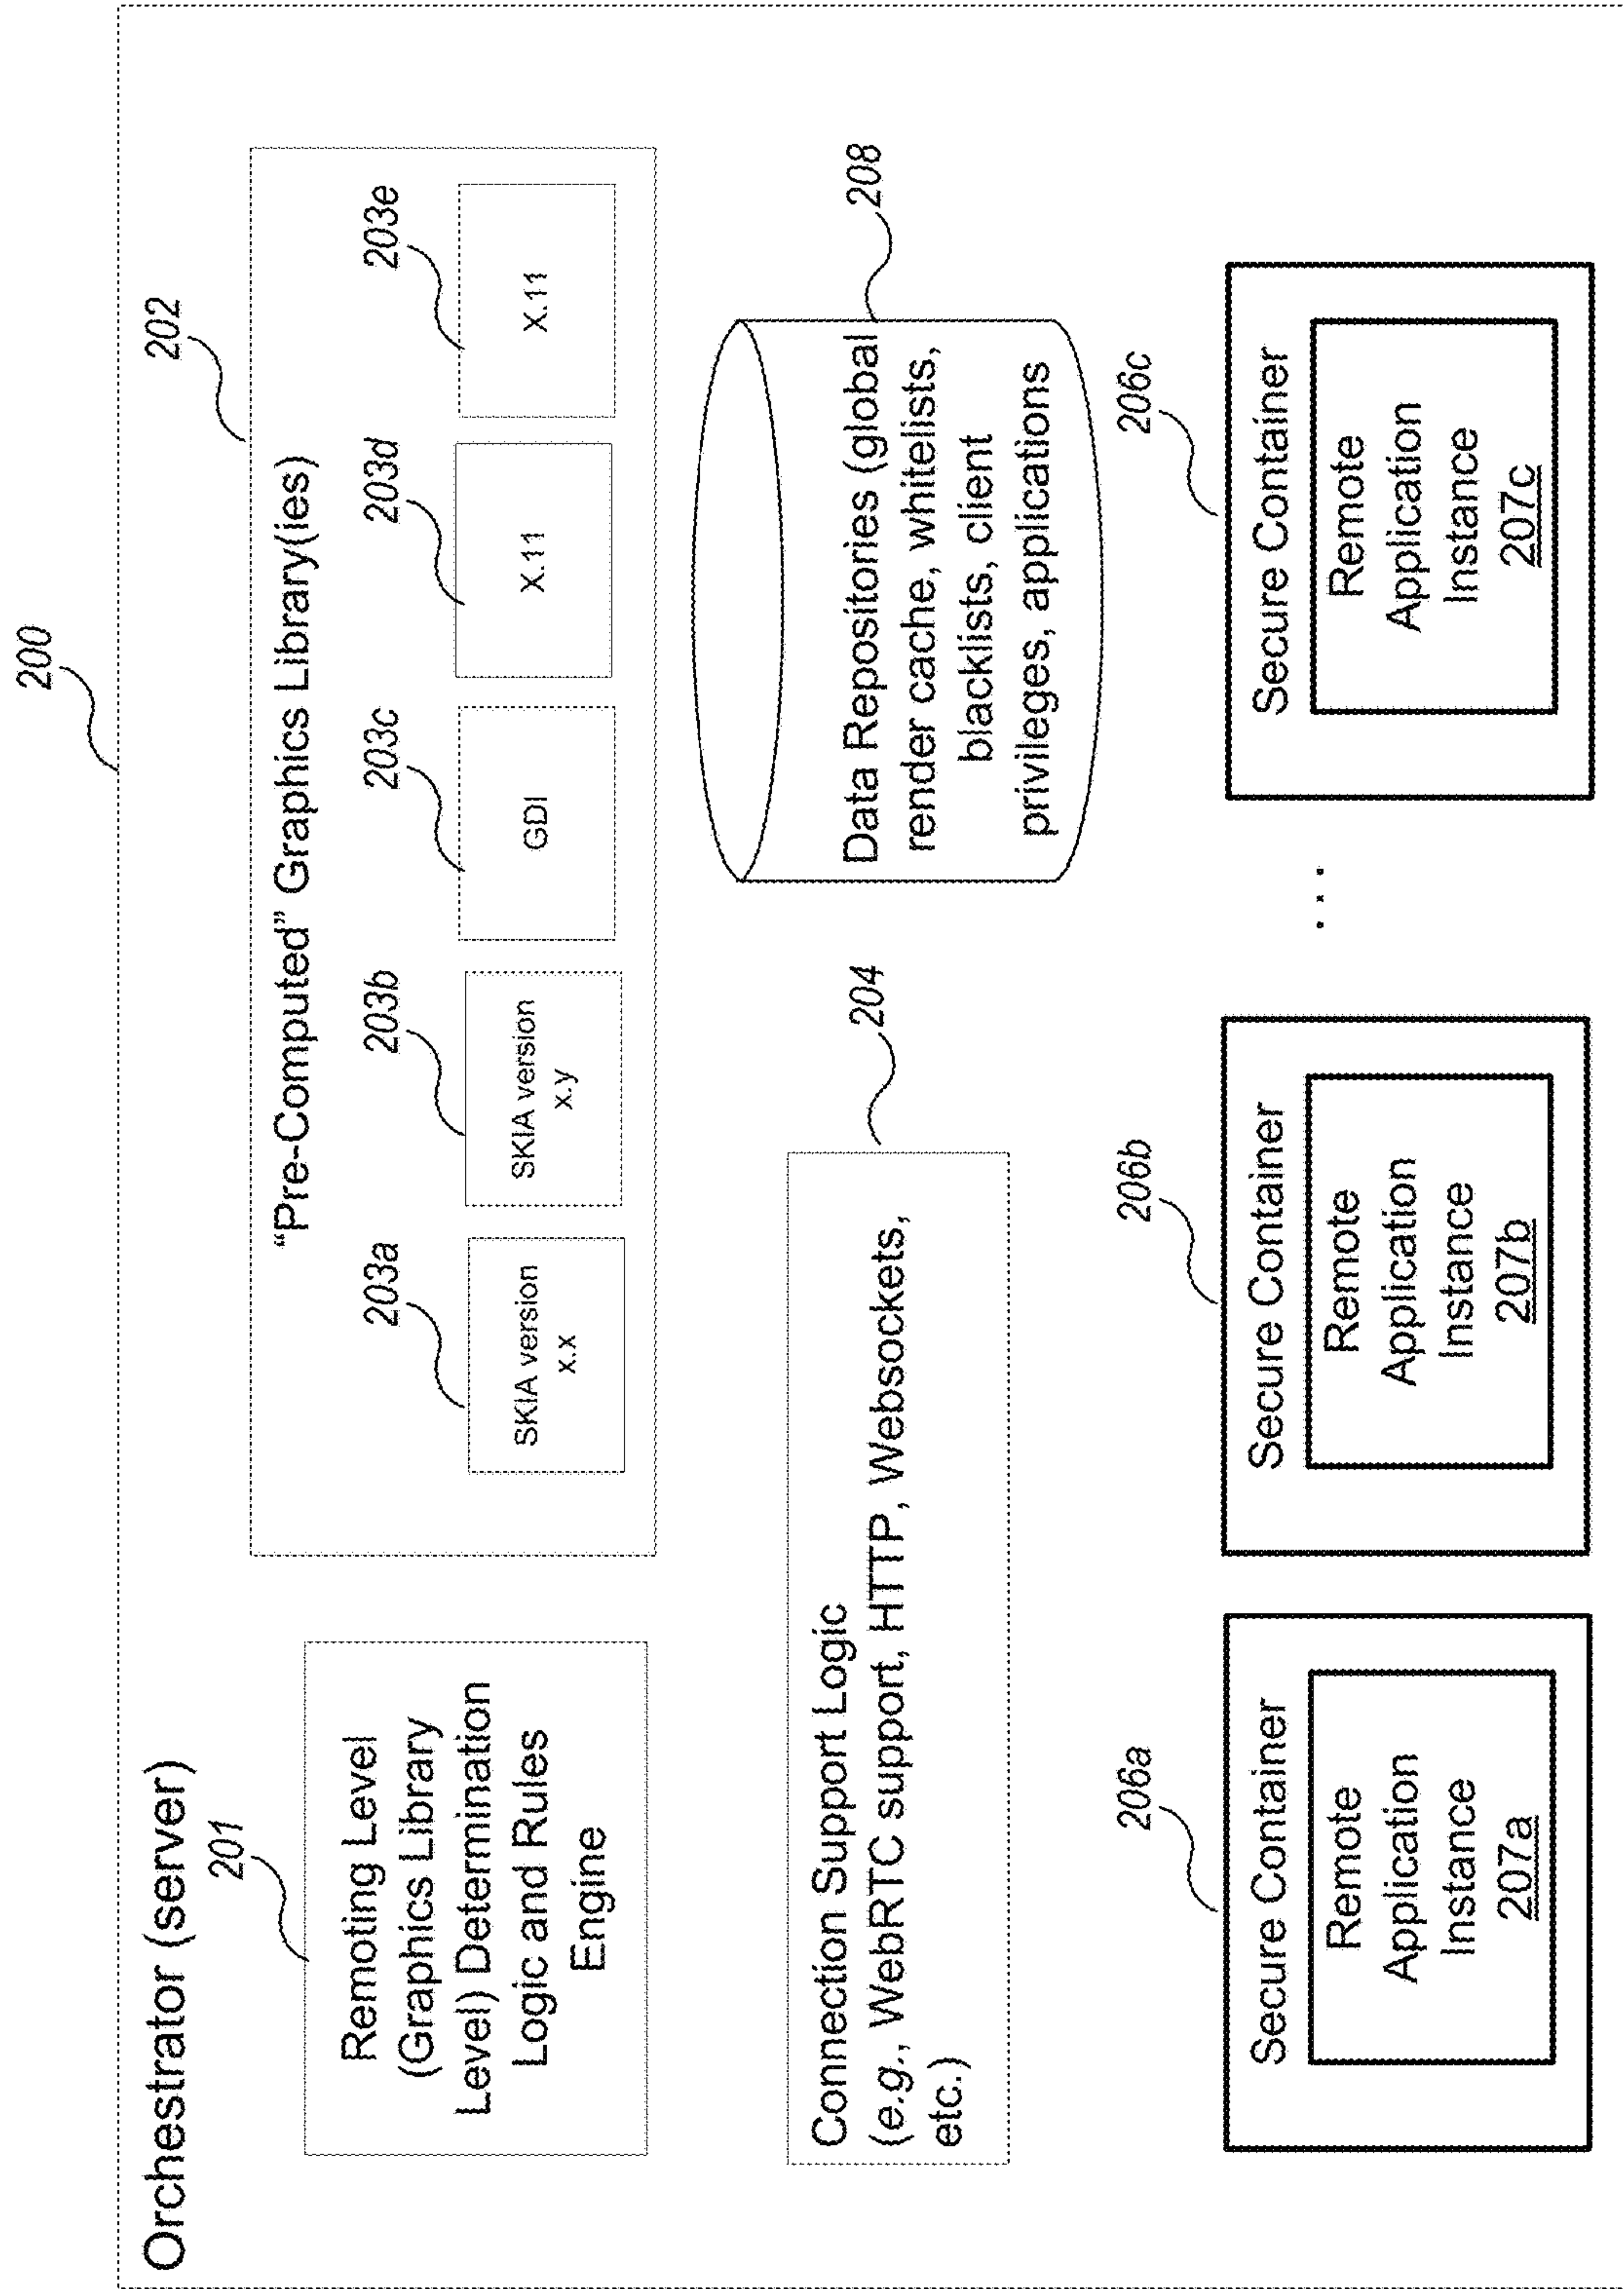 200
Orchestrator (server)
201
Remoting Level
(Graphics Library
Level) Determination
Logic and Rules
Engine
202
“Pre-Computed” Graphics Library(ies)
203a
SKIA version
x.x
203b
SKIA version
x.y
203c
GDI
203d
X.11
203e
X.11
204
Connection Support Logic
(e.g., WebRTC support, HTTP, Websockets,
etc.)
208
Data Repositories (global
render cache, whitelists,
blacklists, client
privileges, applications
206a
Secure Container
Remote
Application
Instance
207a
206b
Secure Container
Remote
Application
Instance
207b
. . .
206c
Secure Container
Remote
Application
Instance
207c